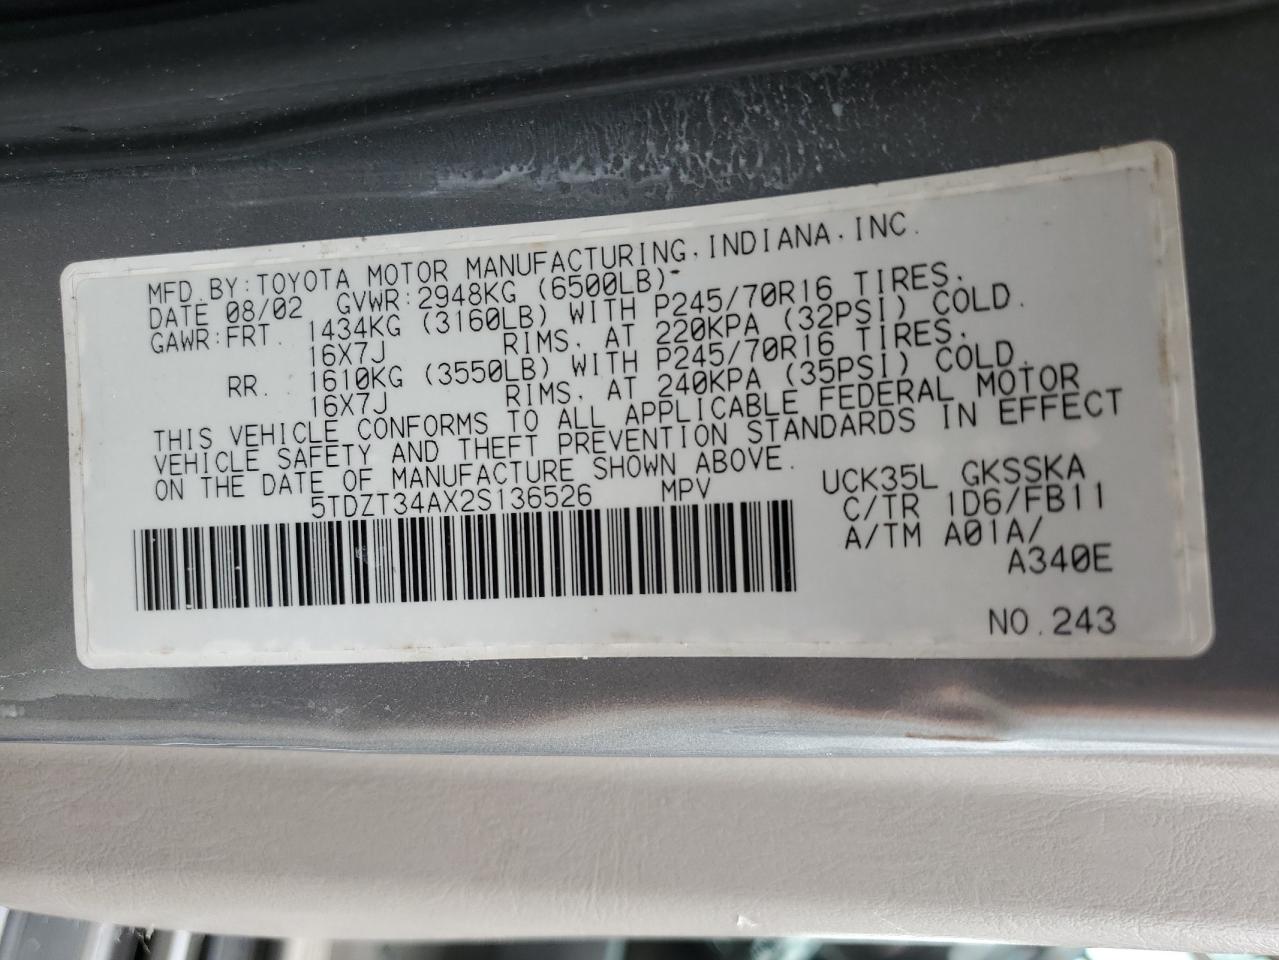 MFD. BY: TOYOTA MOTOR MANUFACTURING, INDIANA, INC.
DATE 08/02 GVWR: 2948KG (6500LB)
GAWR: FRT. 1434KG (3160LB) WITH P245/70R16 TIRES,
16X7J RIMS, AT 220KPA (32PSI) COLD.
RR. 1610KG (3550LB) WITH P245/70R16 TIRES,
16X7J RIMS, AT 240KPA (35PSI) COLD.
THIS VEHICLE CONFORMS TO ALL APPLICABLE FEDERAL MOTOR
VEHICLE SAFETY AND THEFT PREVENTION STANDARDS IN EFFECT
ON THE DATE OF MANUFACTURE SHOWN ABOVE.
5TDZT34AX2S136526 MPV
UCK35L GKSSKA
C/TR 1D6/FB11
A/TM A01A/
A340E
NO. 243